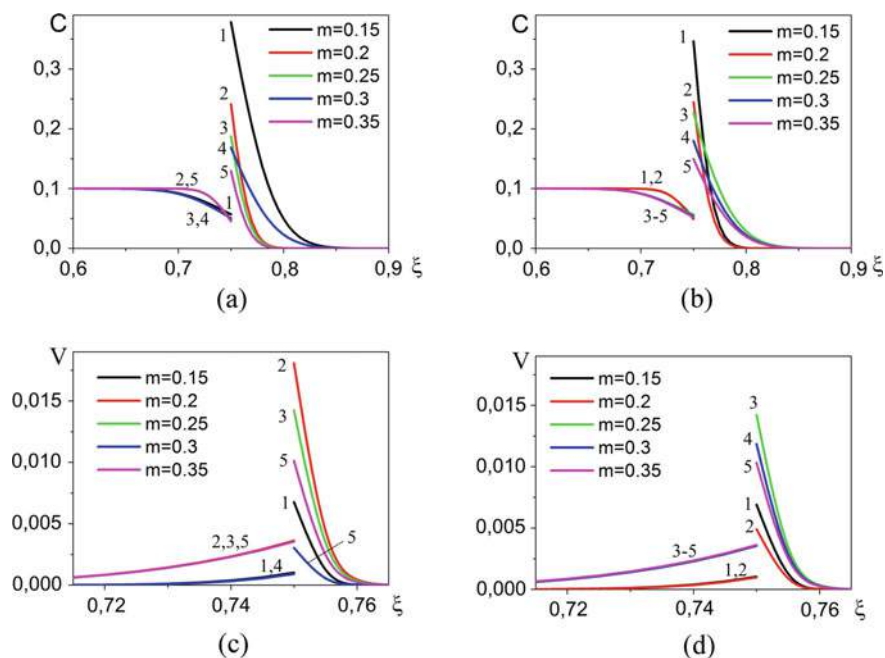 C
0,3
0,2
0,1
0,0
0,6 0,7 0,8 0,9 ξ
m=0.15
m=0.2
m=0.25
m=0.3
m=0.35
1
2
3
4
5
2,5
1
3,4
(a)
C
0,3
0,2
0,1
0,0
0,6 0,7 0,8 0,9 ξ
m=0.15
m=0.2
m=0.25
m=0.3
m=0.35
1
2
3
4
5
1,2
3-5
(b)
V
0,015
0,010
0,005
0,000
0,72 0,74 0,76 ξ
m=0.15
m=0.2
m=0.25
m=0.3
m=0.35
2
3
5
1
5
2,3,5
1,4
(c)
V
0,015
0,010
0,005
0,000
0,72 0,74 0,76 ξ
m=0.15
m=0.2
m=0.25
m=0.3
m=0.35
3
4
5
1
2
3-5
1,2
(d)